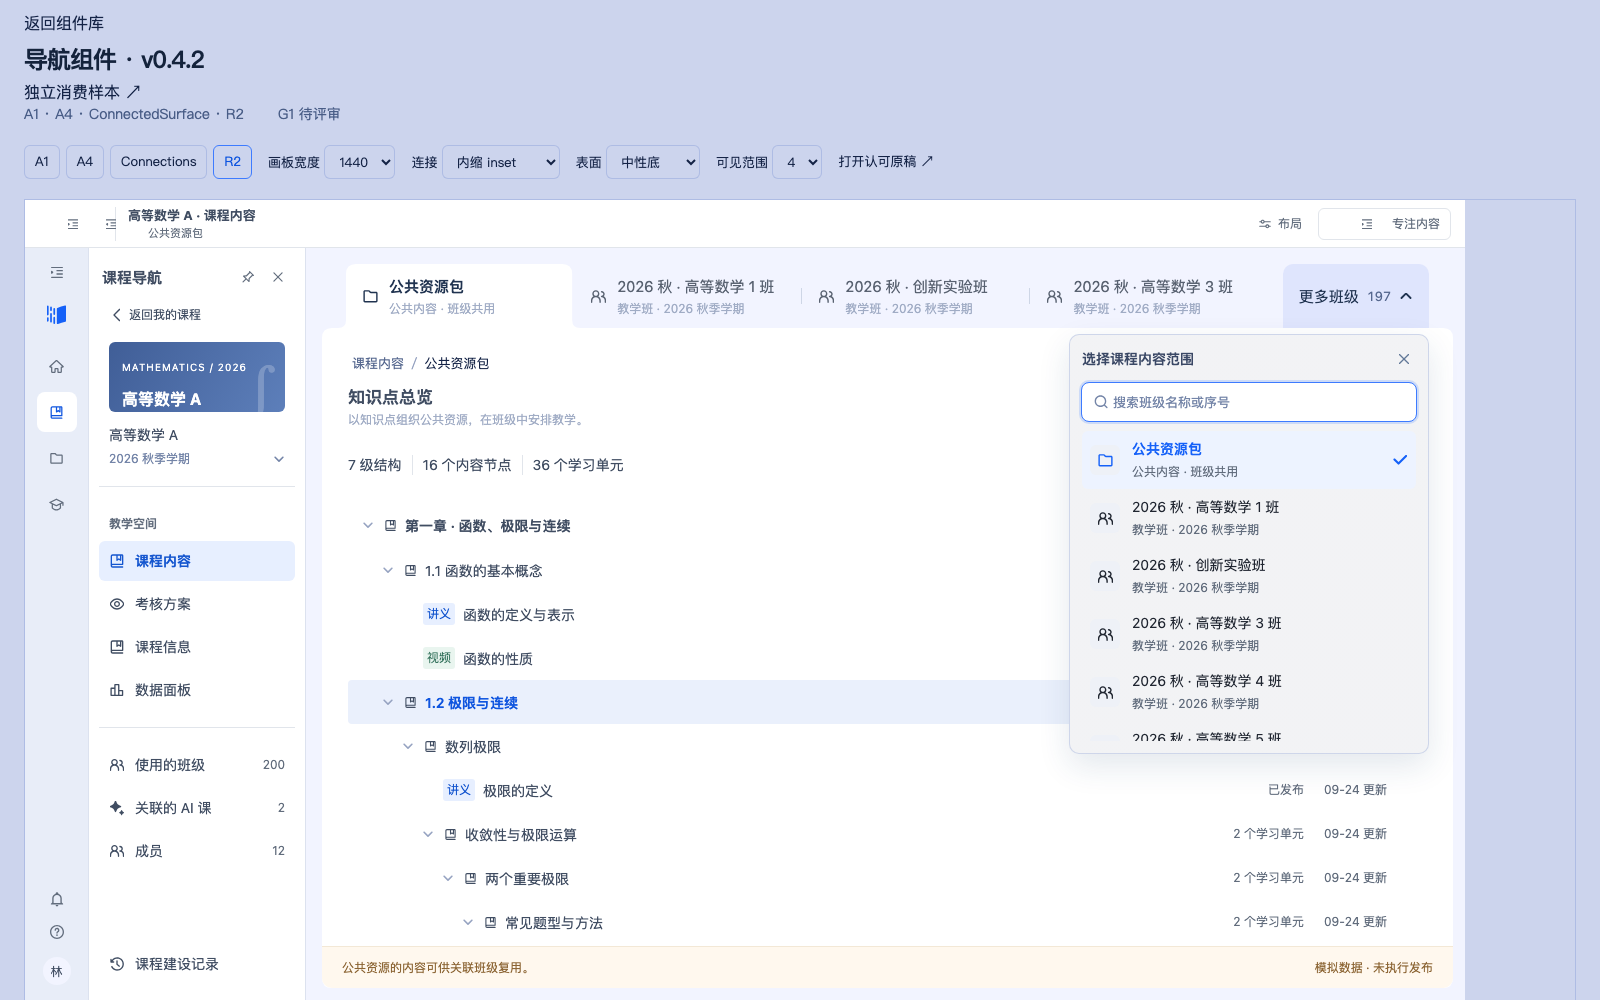 返回组件库
导航组件 · v0.4.2
独立消费样本 ↗
A1 · A4 · ConnectedSurface · R2 G1 待评审
A1 A4 Connections R2 画板宽度 1440 连接 内缩 inset 表面 中性底 可见范围 4 打开认可原稿 ↗
高等数学 A · 课程内容
公共资源包
布局 专注内容
课程导航
返回我的课程
MATHEMATICS / 2026
高等数学 A
高等数学 A
2026 秋季学期
教学空间
课程内容
考核方案
课程信息
数据面板
使用的班级 200
关联的 AI 课 2
成员 12
课程建设记录
林
公共资源包
公共内容 · 班级共用
2026 秋 · 高等数学 1 班
教学班 · 2026 秋季学期
2026 秋 · 创新实验班
教学班 · 2026 秋季学期
2026 秋 · 高等数学 3 班
教学班 · 2026 秋季学期
更多班级 197
课程内容 / 公共资源包
知识点总览
以知识点组织公共资源，在班级中安排教学。
7 级结构 16 个内容节点 36 个学习单元
第一章 · 函数、极限与连续
1.1 函数的基本概念
讲义 函数的定义与表示
视频 函数的性质
1.2 极限与连续
数列极限
讲义 极限的定义 已发布 09-24 更新
收敛性与极限运算 2 个学习单元 09-24 更新
两个重要极限 2 个学习单元 09-24 更新
常见题型与方法 2 个学习单元 09-24 更新
公共资源的内容可供关联班级复用。 模拟数据 · 未执行发布
选择课程内容范围
搜索班级名称或序号
公共资源包
公共内容 · 班级共用
2026 秋 · 高等数学 1 班
教学班 · 2026 秋季学期
2026 秋 · 创新实验班
教学班 · 2026 秋季学期
2026 秋 · 高等数学 3 班
教学班 · 2026 秋季学期
2026 秋 · 高等数学 4 班
教学班 · 2026 秋季学期
2026 秋 · 高等数学 5 班